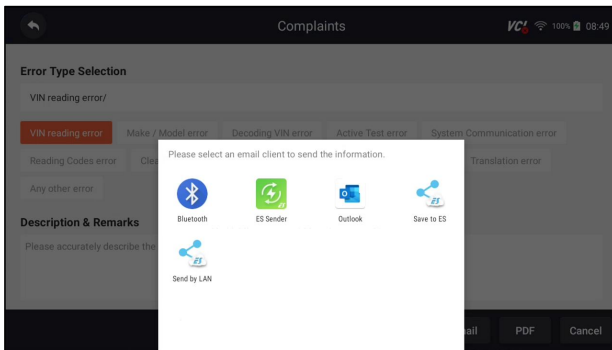 Complaints
VC! 100% 08:49
Error Type Selection
VIN reading error/
VIN reading error Make / Model error Decoding VIN error Active Test error System Communication error
Reading Codes error Clea Translation error
Any other error
Please select an email client to send the information.
Bluetooth ES Sender Outlook Save to ES
Send by LAN
Description & Remarks
Please accurately describe the
ail PDF Cancel